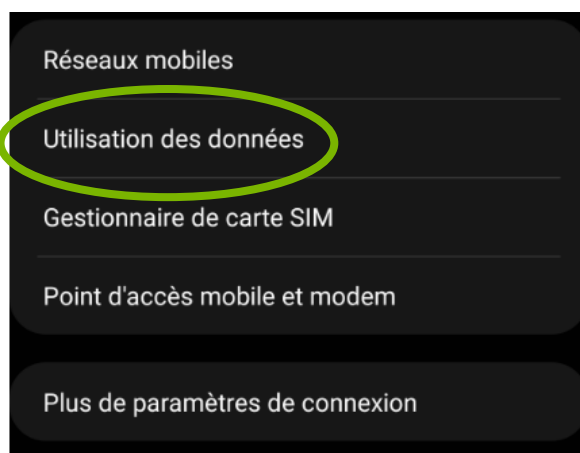 Réseaux mobiles
Utilisation des données
Gestionnaire de carte SIM
Point d'accès mobile et modem
Plus de paramètres de connexion